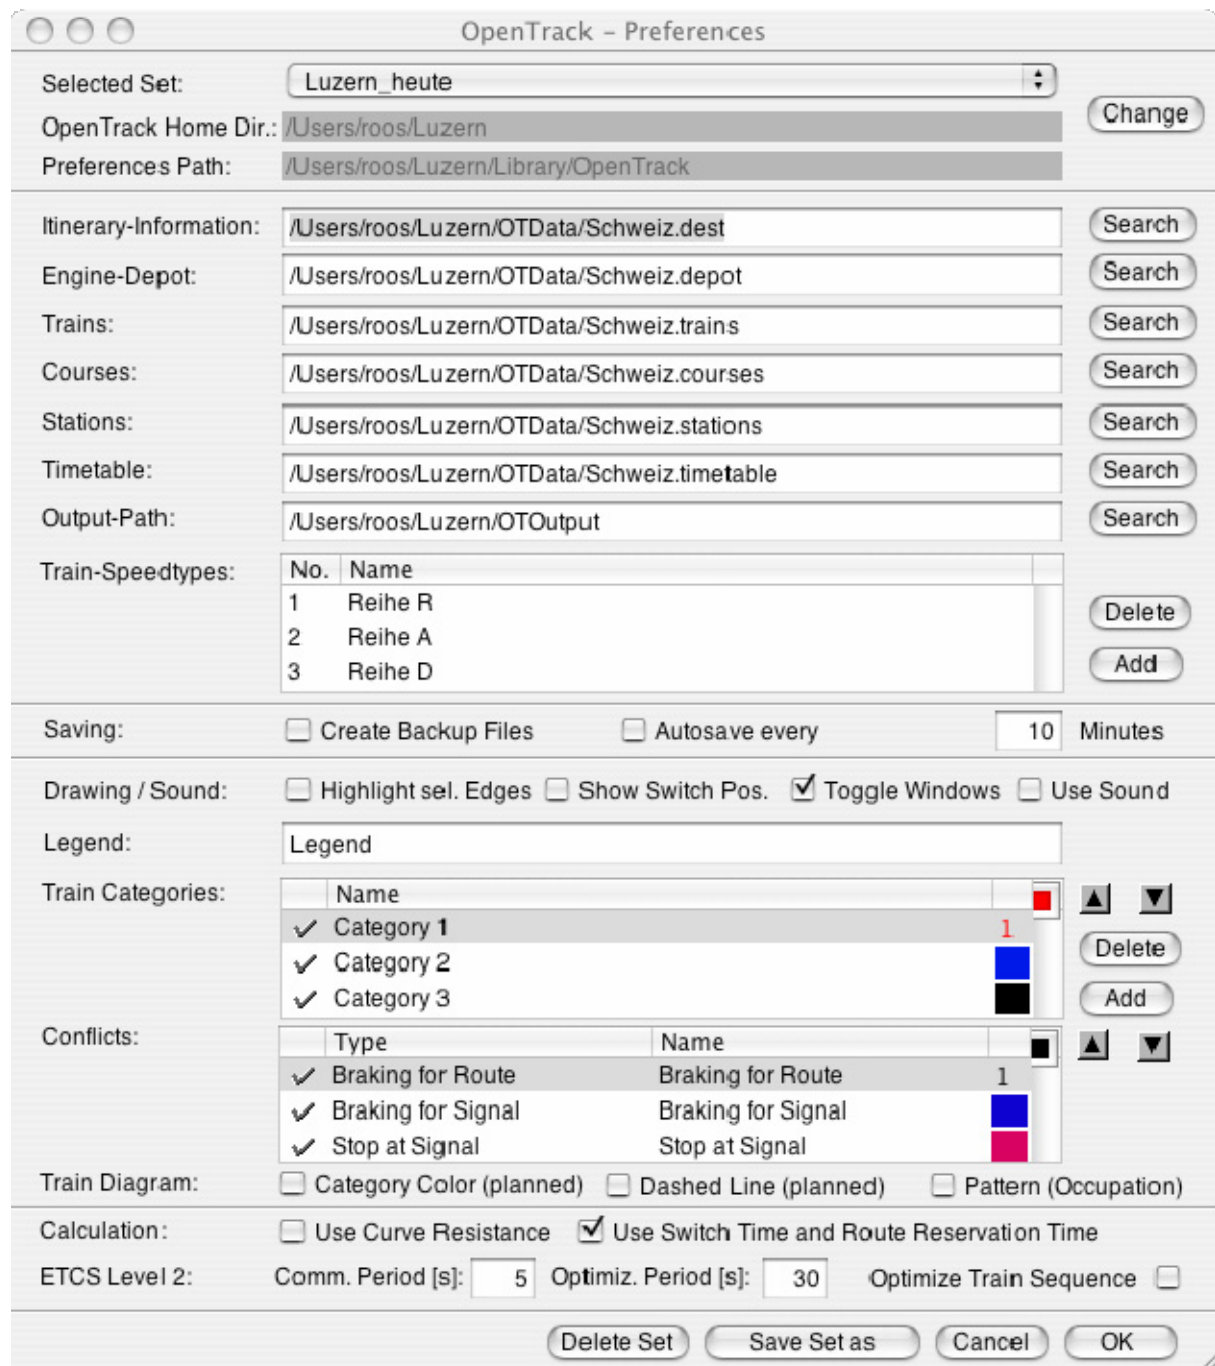 OpenTrack – Preferences
Selected Set: Luzern_heute
Change
OpenTrack Home Dir.: /Users/roos/Luzern
Preferences Path: /Users/roos/Luzern/Library/OpenTrack
Itinerary-Information: /Users/roos/Luzern/OTData/Schweiz.dest Search
Engine-Depot: /Users/roos/Luzern/OTData/Schweiz.depot Search
Trains: /Users/roos/Luzern/OTData/Schweiz.trains Search
Courses: /Users/roos/Luzern/OTData/Schweiz.courses Search
Stations: /Users/roos/Luzern/OTData/Schweiz.stations Search
Timetable: /Users/roos/Luzern/OTData/Schweiz.timetable Search
Output-Path: /Users/roos/Luzern/OTOutput Search
Train-Speedtypes: No. Name
1 Reihe R
Delete
2 Reihe A
3 Reihe D
Add
Saving: Create Backup Files Autosave every 10 Minutes
Drawing / Sound: Highlight sel. Edges Show Switch Pos. Toggle Windows Use Sound
Legend: Legend
Train Categories: Name
Category 1 1
Delete
Category 2
Category 3
Add
Conflicts: Type Name
Braking for Route Braking for Route 1
Braking for Signal Braking for Signal
Stop at Signal Stop at Signal
Train Diagram: Category Color (planned) Dashed Line (planned) Pattern (Occupation)
Calculation: Use Curve Resistance Use Switch Time and Route Reservation Time
ETCS Level 2: Comm. Period [s]: 5 Optimiz. Period [s]: 30 Optimize Train Sequence
Delete Set Save Set as Cancel OK